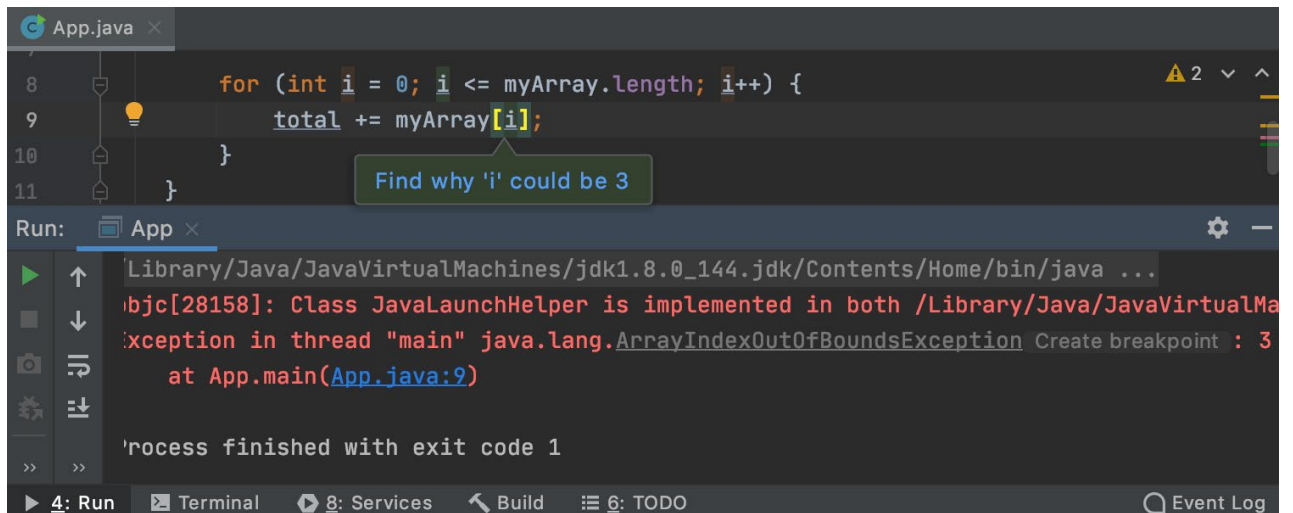 App.java
8 for (int i = 0; i <= myArray.length; i++) { 2
9 total += myArray[i];
10 }
Find why 'i' could be 3
11 }
Run: App
/Library/Java/JavaVirtualMachines/jdk1.8.0_144.jdk/Contents/Home/bin/java ...
objc[28158]: Class JavaLaunchHelper is implemented in both /Library/Java/JavaVirtualMa
xception in thread "main" java.lang.ArrayIndexOutOfBoundsException Create breakpoint : 3
at App.main(App.java:9)
Process finished with exit code 1
4: Run Terminal 8: Services Build 6: TODO Event Log